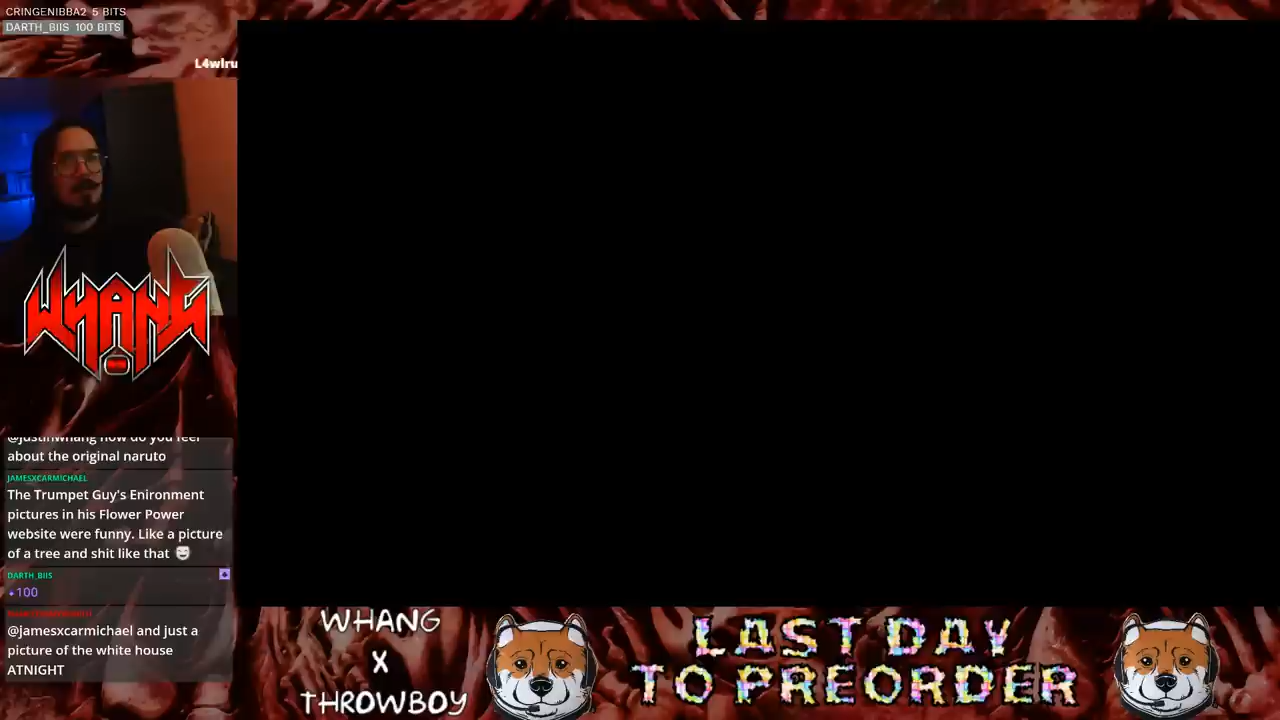 CRINGENIBBA2 5 BITS
DARTH_BIIS 100 BITS
L4wlru
WHANG
@justinwhang how do you feel
about the original naruto
JAMESXCARMICHAEL
The Trumpet Guy's Enironment
pictures in his Flower Power
website were funny. Like a picture
of a tree and shit like that
DARTH_BIIS
100
@jamesxcarmichael and just a
picture of the white house
ATNIGHT
WHANG
X
THROWBOY
LAST DAY
TO PREORDER